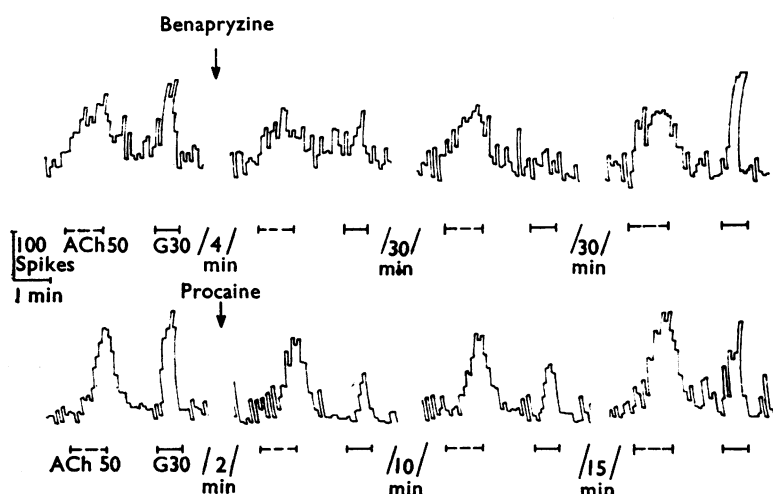 Benapryzine
ACh 50 G30 /4/ min /30/ min /30/ min
100 Spikes
1 min
Procaine
ACh 50 G30 /2/ min /10/ min /15/ min